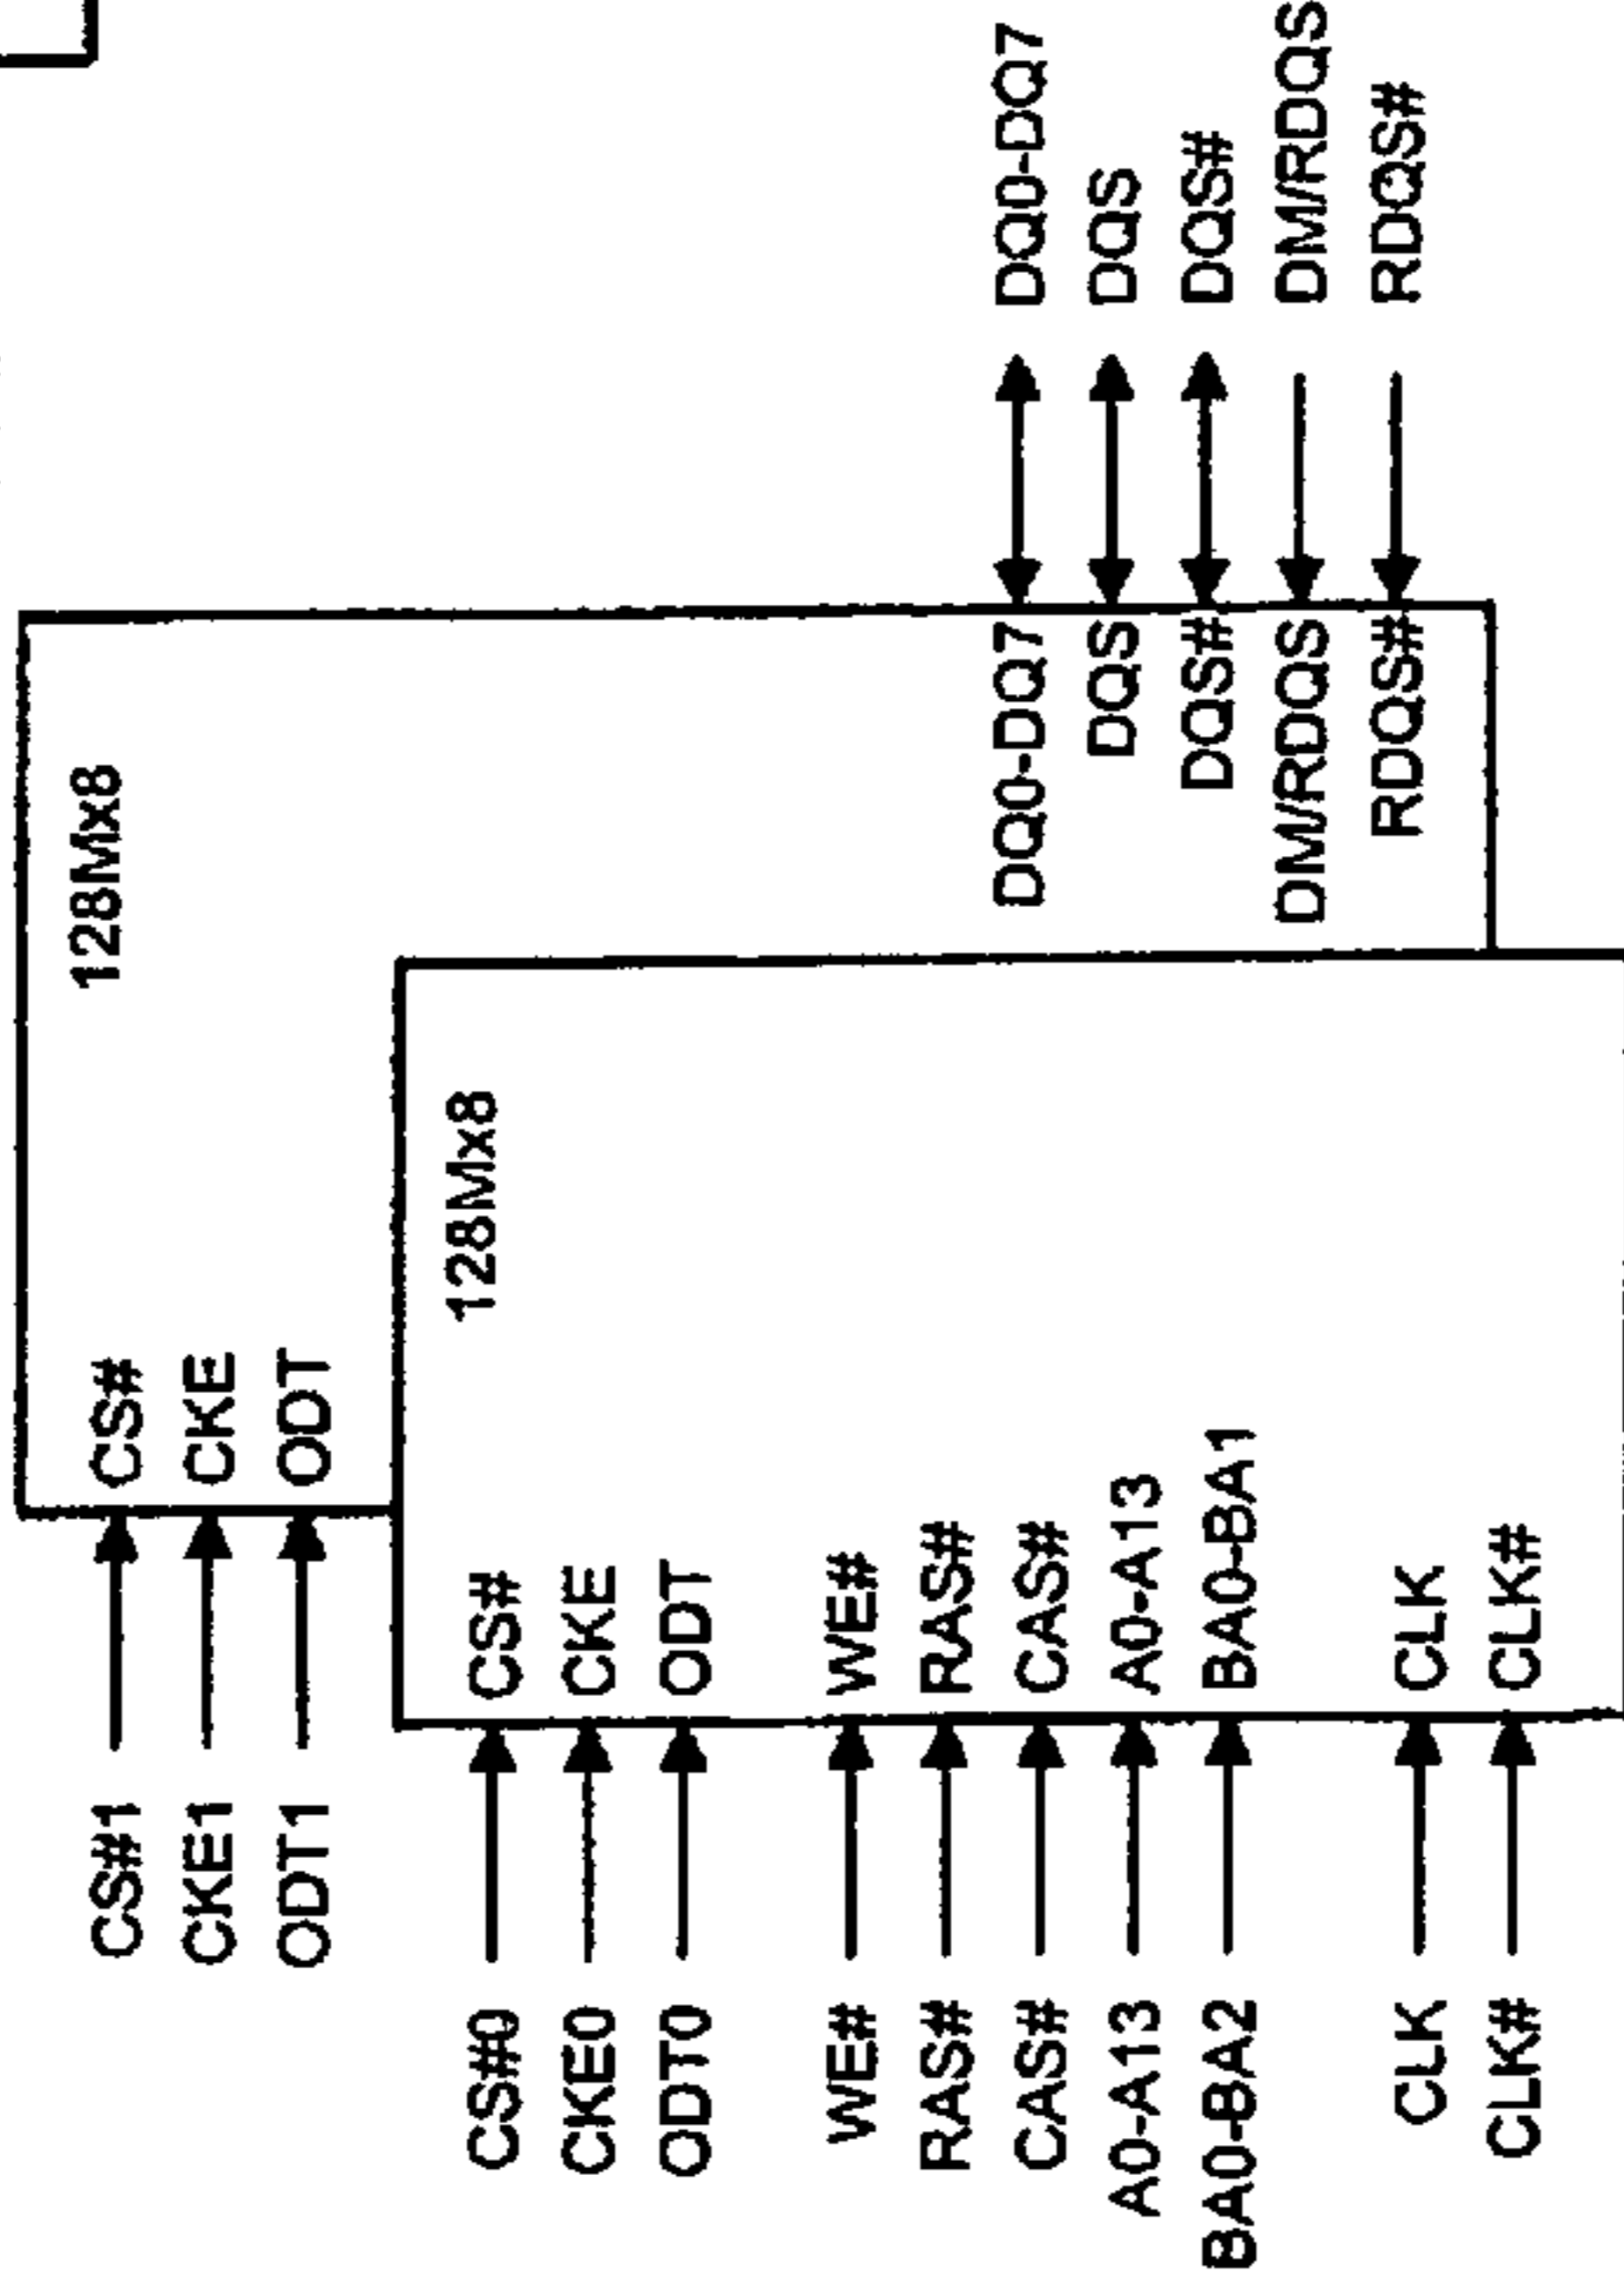 128Mx8
CS#1 CS# 
CKE1 CKE
ODT1 ODT
128Mx8
CS#0 CS#
CKE0 CKE
ODT0 ODT
WE# WE#
RAS# RAS#
CAS# CAS#
A0-A13 A0-A13
BA0-BA2 BA0-BA1
CLK CLK
CLK# CLK#
DQ0-DQ7 DQ0-DQ7
DQS DQS
DQS# DQS#
DM/RDQS DM/RDQS
RDQS# RDQS#